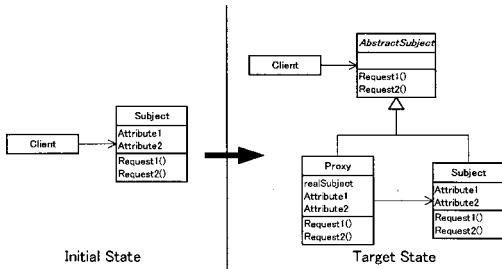 Client
Subject
Attribute1
Attribute2
Request1()
Request2()
Initial State
Client
AbstractSubject
Request1()
Request2()
Proxy
realSubject
Attribute1
Attribute2
Request1()
Request2()
Subject
Attribute1
Attribute2
Request1()
Request2()
Target State